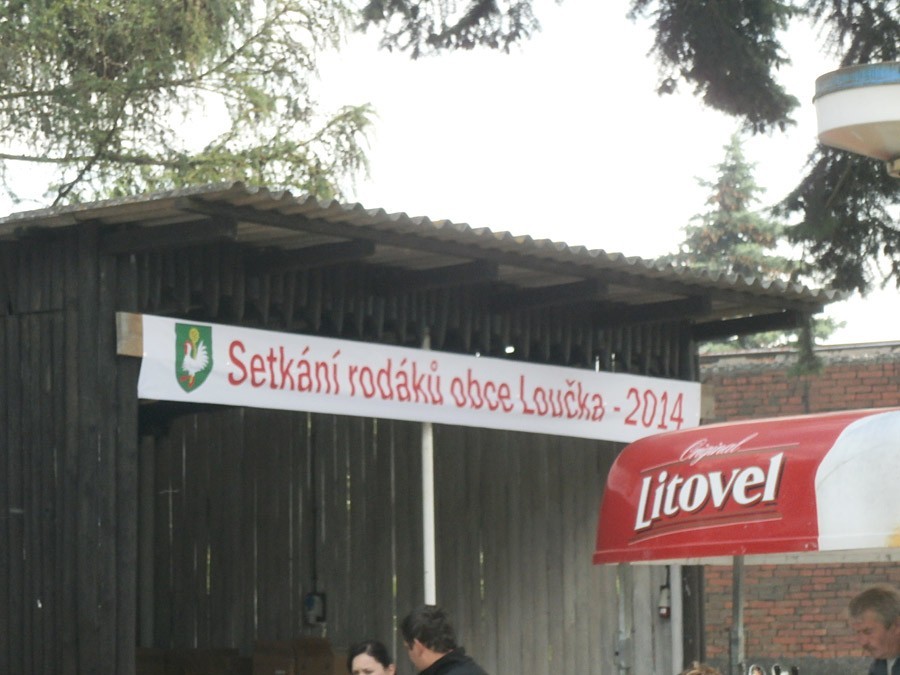 Setkání rodáků obce Loučka - 2014
Original
Litovel